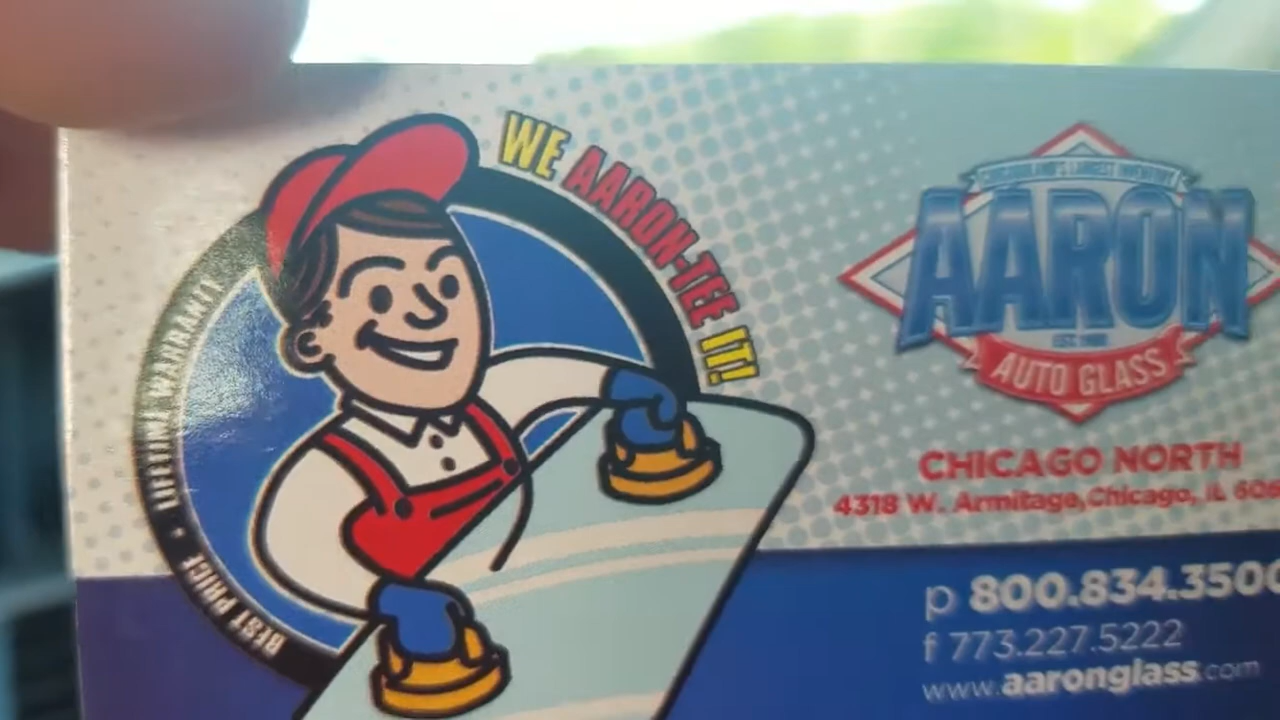 WE AARON-TEE IT!
BEST PRICE • LIFETIME WARRANTY
AARON
AUTO GLASS
CHICAGO NORTH
4318 W. Armitage, Chicago, IL
p 800.834.3500
f 773.227.5222
www.aaronglass.com